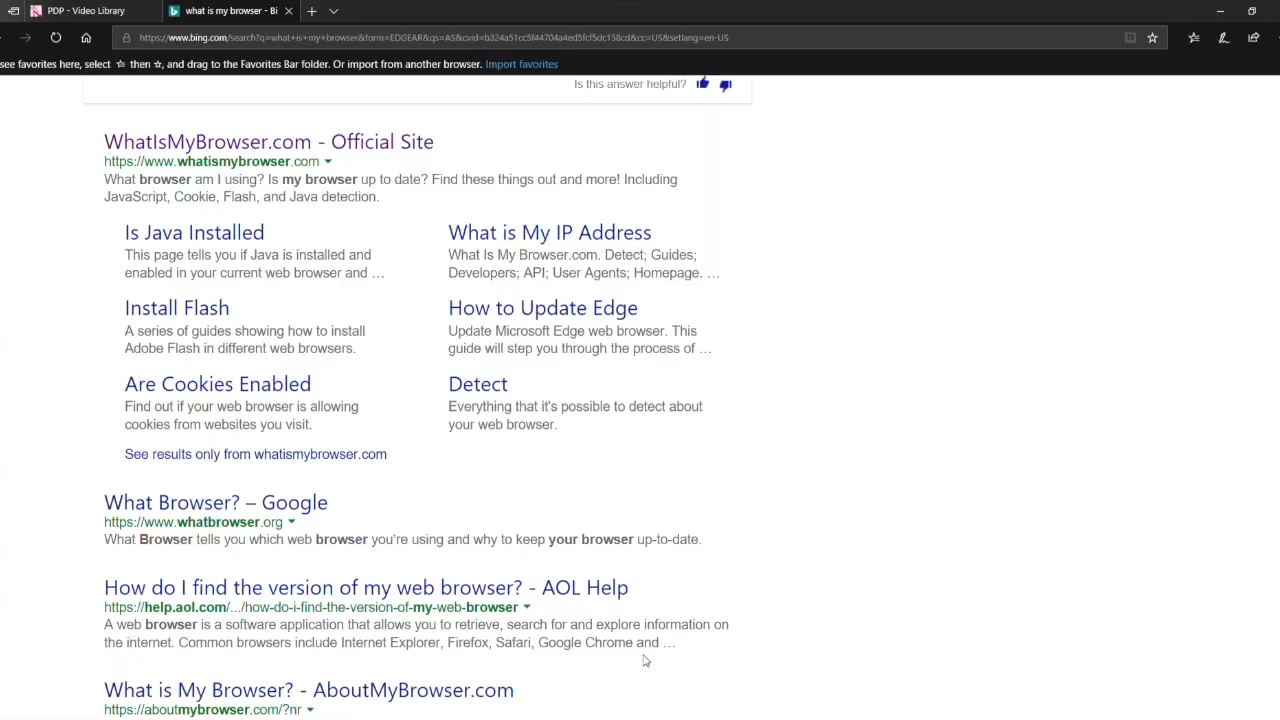 PDP - Video Library
what is my browser - Bi
https://www.bing.com/search?q=what+is+my+browser&form=EDGEAR&qs=AS&cvid=b324a51cc5f44704a4ed5fcf5dc158cd&cc=US&setlang=en-US
see favorites here, select ☆ then ☆, and drag to the Favorites Bar folder. Or import from another browser. Import favorites
Is this answer helpful?
WhatIsMyBrowser.com - Official Site
https://www.whatismybrowser.com
What browser am I using? Is my browser up to date? Find these things out and more! Including
JavaScript, Cookie, Flash, and Java detection.
Is Java Installed
This page tells you if Java is installed and
enabled in your current web browser and ...
What is My IP Address
What Is My Browser.com. Detect; Guides;
Developers; API; User Agents; Homepage. ...
Install Flash
A series of guides showing how to install
Adobe Flash in different web browsers.
How to Update Edge
Update Microsoft Edge web browser. This
guide will step you through the process of ...
Are Cookies Enabled
Find out if your web browser is allowing
cookies from websites you visit.
Detect
Everything that it's possible to detect about
your web browser.
See results only from whatismybrowser.com
What Browser? – Google
https://www.whatbrowser.org
What Browser tells you which web browser you're using and why to keep your browser up-to-date.
How do I find the version of my web browser? - AOL Help
https://help.aol.com/.../how-do-i-find-the-version-of-my-web-browser
A web browser is a software application that allows you to retrieve, search for and explore information on
the internet. Common browsers include Internet Explorer, Firefox, Safari, Google Chrome and ...
What is My Browser? - AboutMyBrowser.com
https://aboutmybrowser.com/?nr